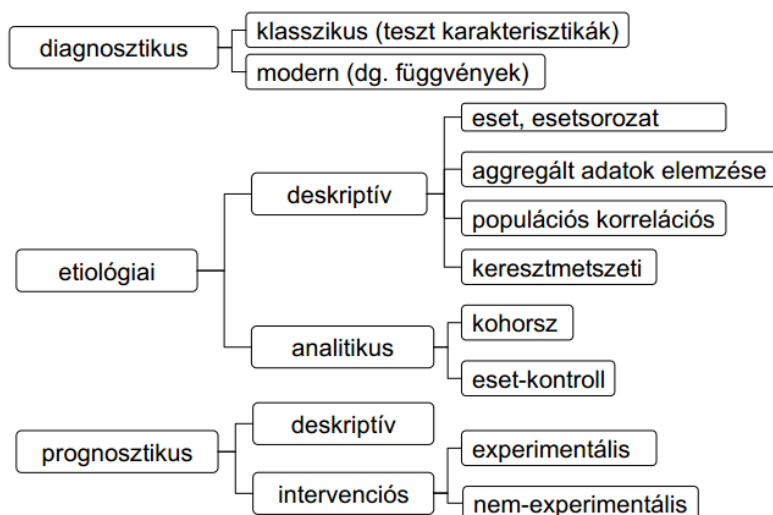 diagnosztikus
klasszikus (teszt karakterisztikák)
modern (dg. függvények)
etiológiai
deskriptív
eset, esetsorozat
aggregált adatok elemzése
populációs korrelációs
keresztmetszeti
analitikus
kohorsz
eset-kontroll
prognosztikus
deskriptív
intervenciós
experimentális
nem-experimentális